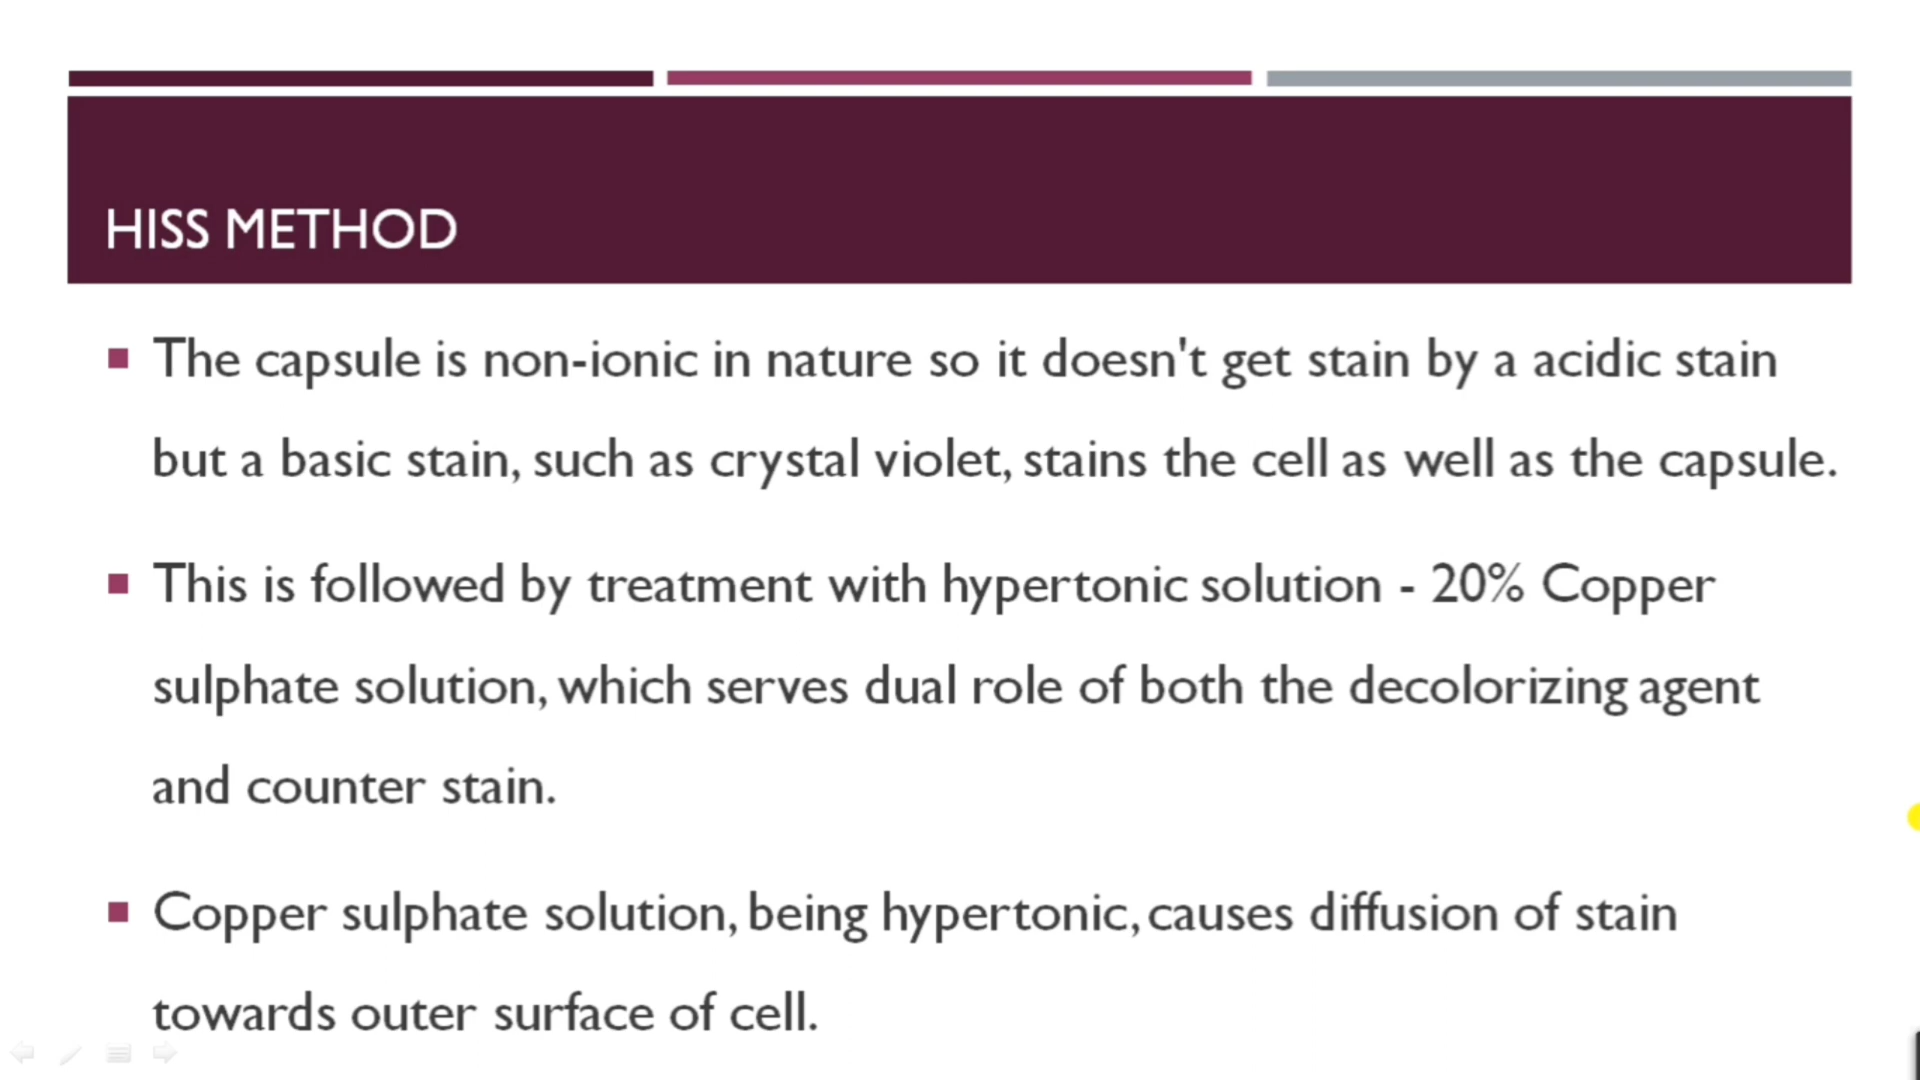 HISS METHOD
The capsule is non-ionic in nature so it doesn't get stain by a acidic stain
but a basic stain, such as crystal violet, stains the cell as well as the capsule.
This is followed by treatment with hypertonic solution - 20% Copper
sulphate solution, which serves dual role of both the decolorizing agent
and counter stain.
Copper sulphate solution, being hypertonic, causes diffusion of stain
towards outer surface of cell.